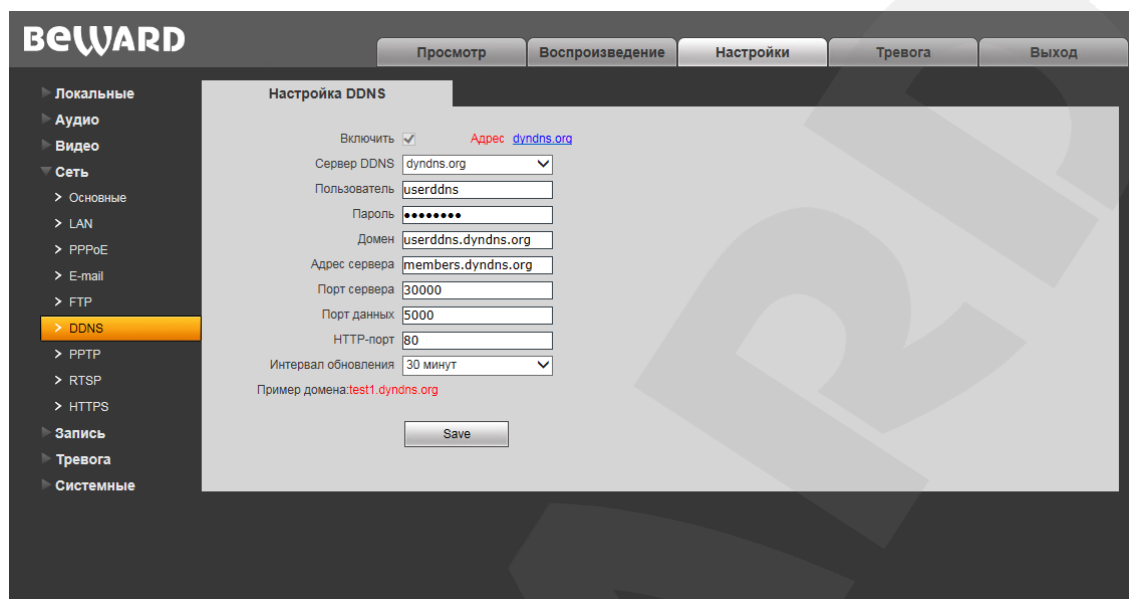 BEWARD
Просмотр Воспроизведение Настройки Тревога Выход
Локальные
Аудио
Видео
Сеть
Основные
LAN
PPPoE
E-mail
FTP
DDNS
PPTP
RTSP
HTTPS
Запись
Тревога
Системные
Настройка DDNS
Включить Адрес dyndns.org
Сервер DDNS dyndns.org
Пользователь userddns
Пароль ●●●●●●●●
Домен userddns.dyndns.org
Адрес сервера members.dyndns.org
Порт сервера 30000
Порт данных 5000
HTTP-порт 80
Интервал обновления 30 минут
Пример домена:test1.dyndns.org
Save